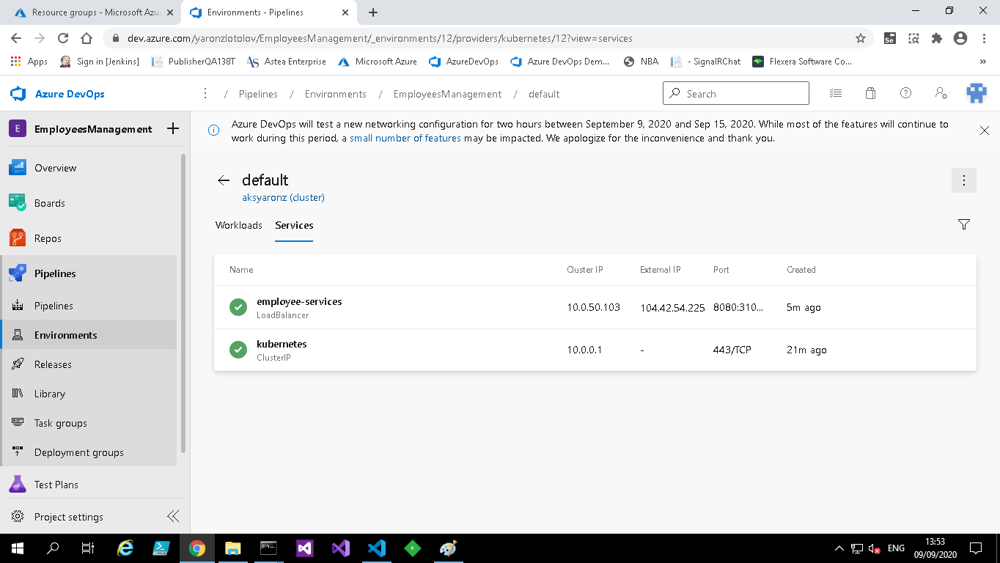 Resource groups - Microsoft Azu
Environments - Pipelines
dev.azure.com/yaronzlotolov/EmployeesManagement/_environments/12/providers/kubernetes/12?view=services
Apps
Sign in [Jenkins]
PublisherQA138T
Astea Enterprise
Microsoft Azure
AzureDevOps
Azure DevOps Dem...
NBA
- SignalRChat
Flexera Software Co...
»
Azure DevOps
/ Pipelines / Environments / EmployeesManagement / default
Search
E EmployeesManagement
Overview
Boards
Repos
Pipelines
Pipelines
Environments
Releases
Library
Task groups
Deployment groups
Test Plans
Project settings
Azure DevOps will test a new networking configuration for two hours between September 9, 2020 and Sep 15, 2020. While most of the features will continue to
work during this period, a small number of features may be impacted. We apologize for the inconvenience and thank you.
default
aksyaronz (cluster)
Workloads Services
Name Cluster IP External IP Port Created
employee-services 10.0.50.103 104.42.54.225 8080:310... 5m ago
LoadBalancer
kubernetes 10.0.0.1 - 443/TCP 21m ago
ClusterIP
ENG
13:53
09/09/2020